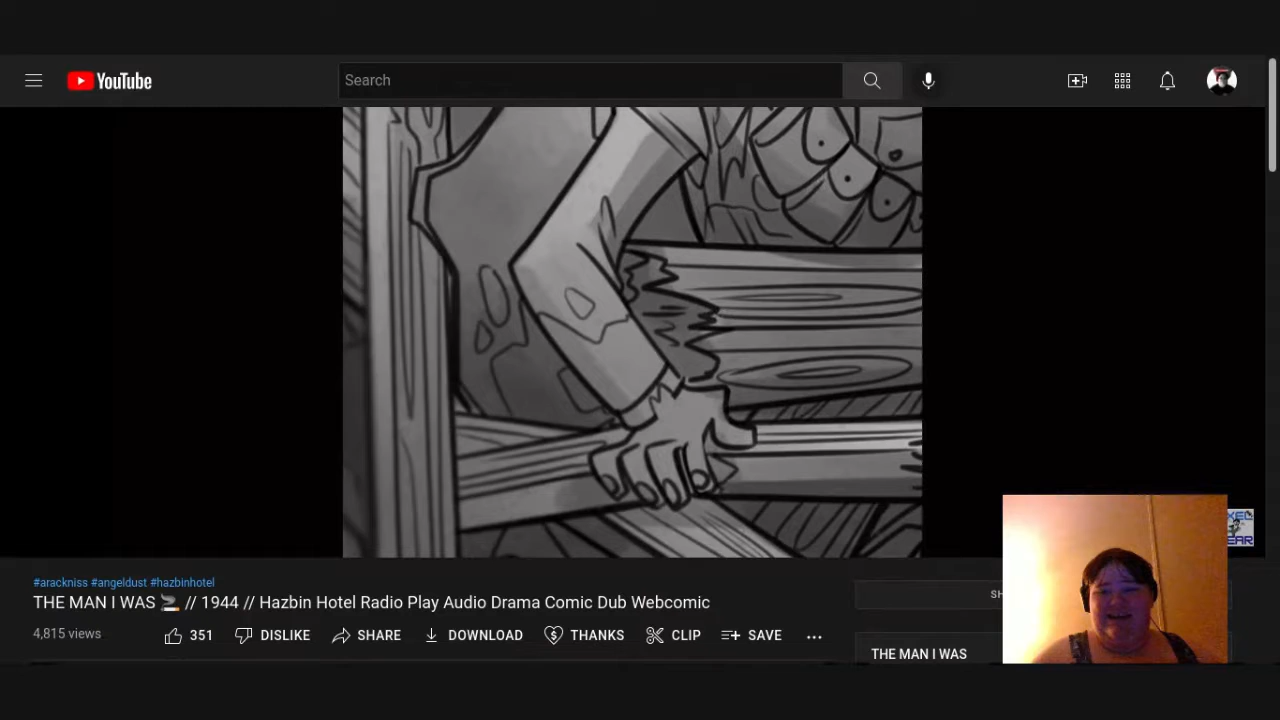 YouTube
Search
#arackniss #angeldust #hazbinhotel
THE MAN I WAS 🚬 // 1944 // Hazbin Hotel Radio Play Audio Drama Comic Dub Webcomic
4,815 views
351
DISLIKE
SHARE
DOWNLOAD
THANKS
CLIP
SAVE
SH
THE MAN I WAS